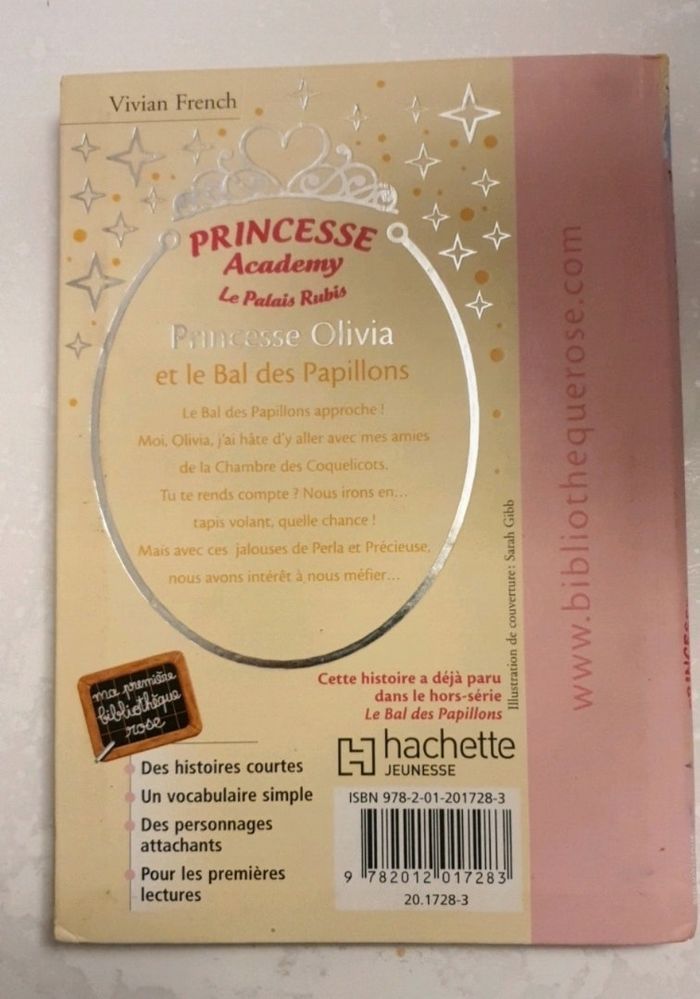 Vivian French
PRINCESSE
Academy
Le Palais Rubis
Princesse Olivia
et le Bal des Papillons
Le Bal des Papillons approche !
Moi, Olivia, j'ai hâte d'y aller avec mes amies
de la Chambre des Coquelicots.
Tu te rends compte ? Nous irons en...
tapis volant, quelle chance !
Mais avec ces jalouses de Perla et Précieuse,
nous avons intérêt à nous méfier...
Illustration de couverture : Sarah Gibb
www.bibliothequerose.com
Cette histoire a déjà paru
dans le hors-série
Le Bal des Papillons
ma première
bibliothèque
rose
hachette
JEUNESSE
Des histoires courtes
Un vocabulaire simple
Des personnages
attachants
Pour les premières
lectures
ISBN 978-2-01-201728-3
9 782012 017283
20.1728-3